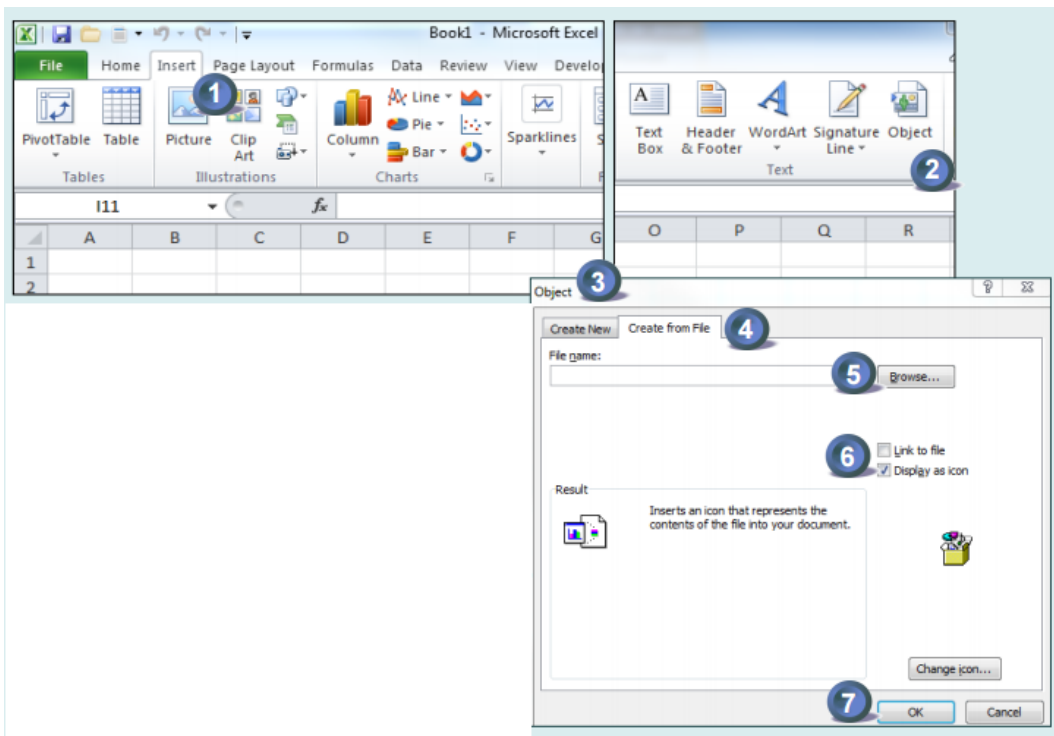 Book1 - Microsoft Excel
File Home Insert Page Layout Formulas Data Review View Develop
1
PivotTable Table Picture Clip Art Column Line Pie Bar Sparklines
Tables Illustrations Charts
I11 fx
A B C D E F G
1
2
A
Text Box Header & Footer WordArt Signature Line Object
Text
2
O P Q R
Object 3
Create New Create from File 4
File name:
5 Browse...
6 Link to file
Display as icon
Result
Inserts an icon that represents the
contents of the file into your document.
Change icon...
7 OK Cancel